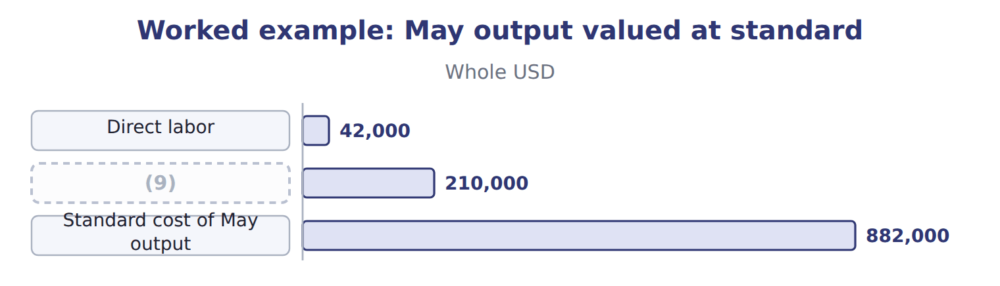 Worked example: May output valued at standard
Whole USD
Direct labor
42,000
(9)
210,000
Standard cost of May
output
882,000